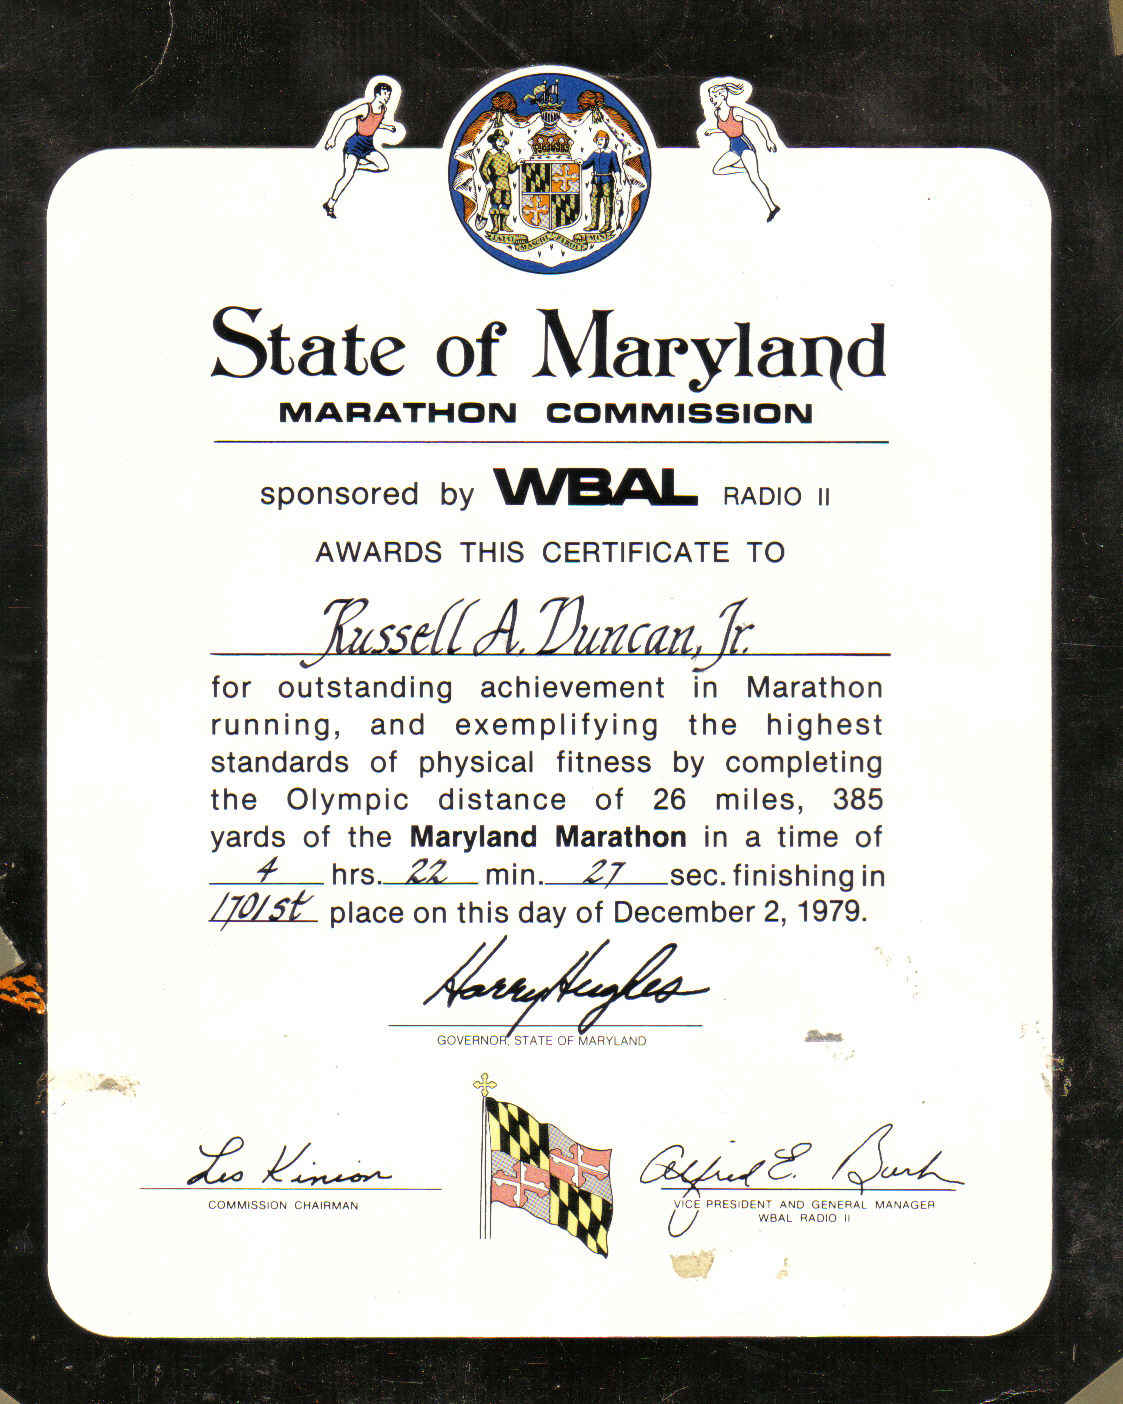 State of Maryland
MARATHON COMMISSION
sponsored by WBAL RADIO II
AWARDS THIS CERTIFICATE TO
Russell A. Duncan, Jr.
for outstanding achievement in Marathon
running, and exemplifying the highest
standards of physical fitness by completing
the Olympic distance of 26 miles, 385
yards of the Maryland Marathon in a time of
4 hrs. 22 min. 27 sec. finishing in
1701st place on this day of December 2, 1979.
Harry Hughes
GOVERNOR, STATE OF MARYLAND
Les Kinion
COMMISSION CHAIRMAN
Alfred E. Burk
VICE PRESIDENT AND GENERAL MANAGER
WBAL RADIO II